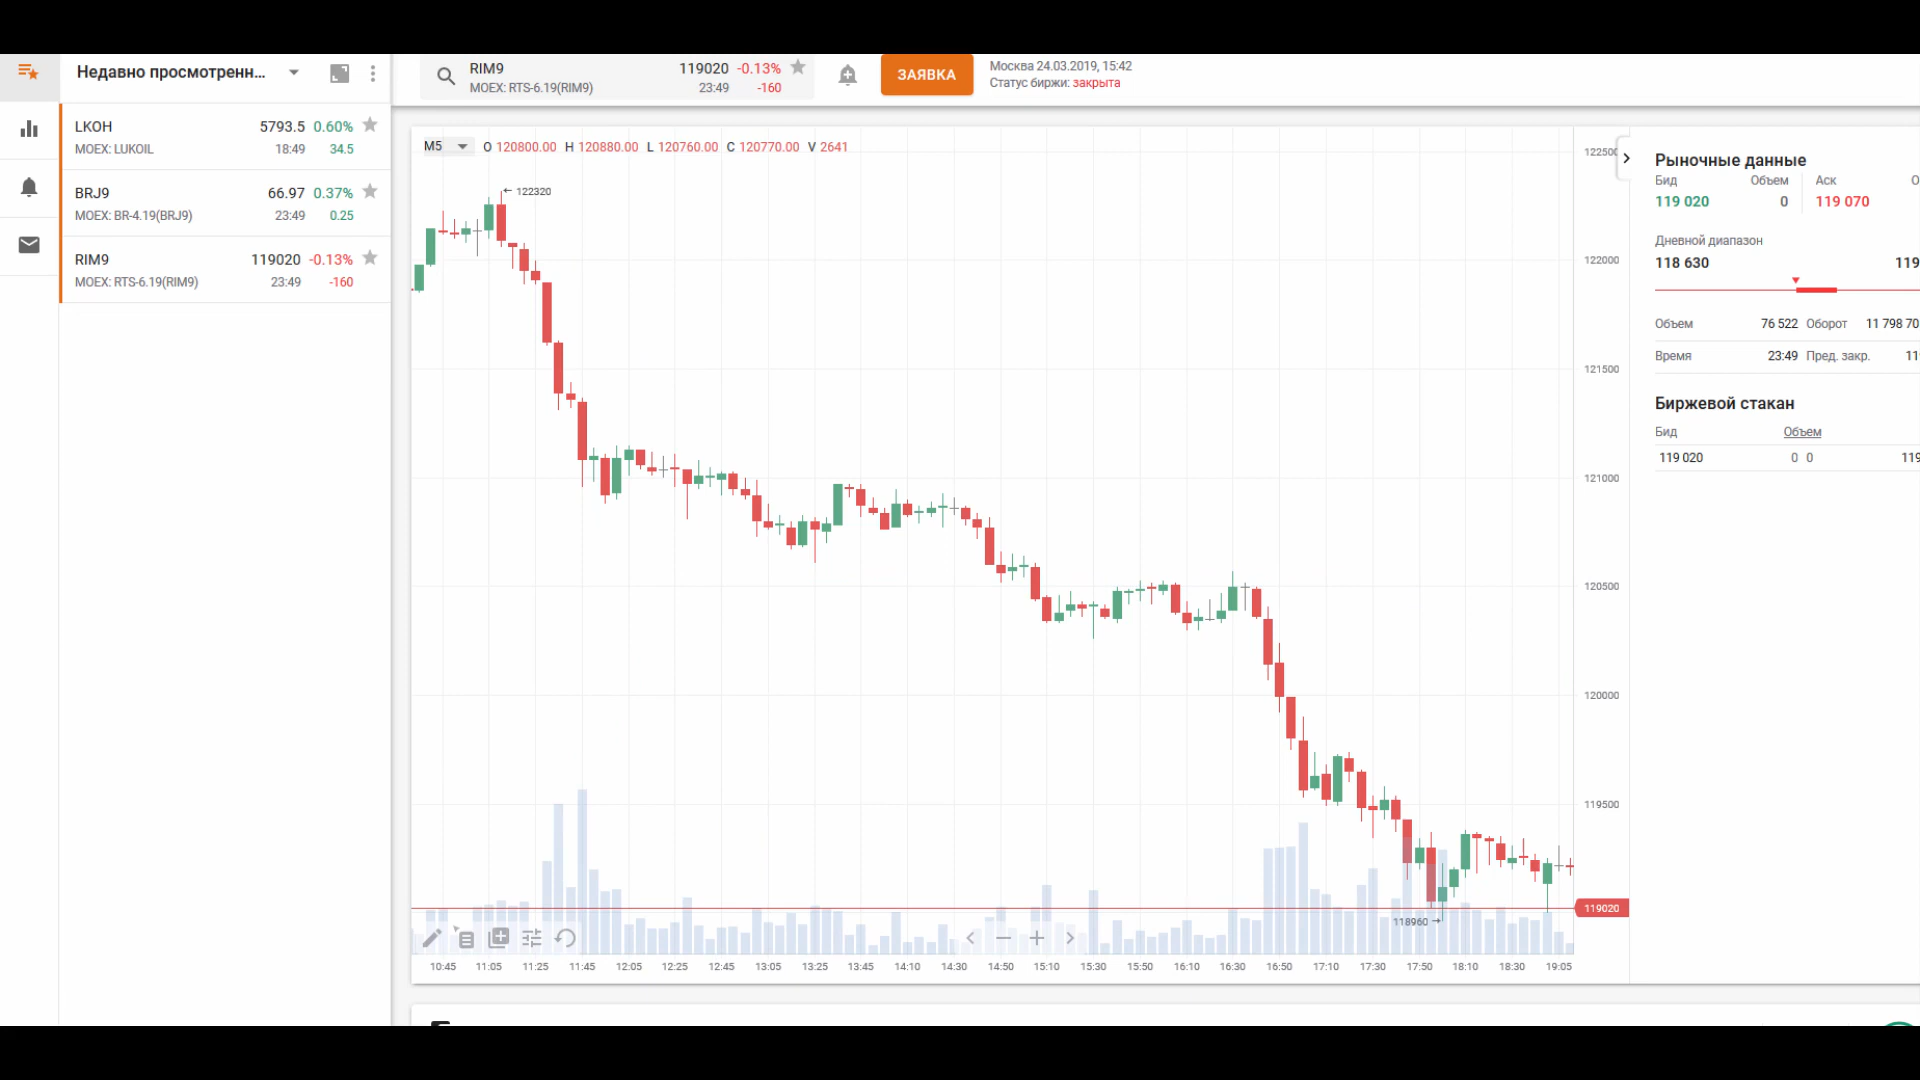 Недавно просмотренн...
LKOH 5793.5 0.60%
MOEX: LUKOIL 18:49 34.5
BRJ9 66.97 0.37%
MOEX: BR-4.19(BRJ9) 23:49 0.25
RIM9 119020 -0.13%
MOEX: RTS-6.19(RIM9) 23:49 -160
RIM9 119020 -0.13%
MOEX: RTS-6.19(RIM9) 23:49 -160
ЗАЯВКА
Москва 24.03.2019, 15:42
Статус биржи: закрыта
M5 O 120800.00 H 120880.00 L 120760.00 C 120770.00 V 2641
← 122320
118960 →
122500
122000
121500
121000
120500
120000
119500
119020
10:45 11:05 11:25 11:45 12:05 12:25 12:45 13:05 13:25 13:45 14:10 14:30 14:50 15:10 15:30 15:50 16:10 16:30 16:50 17:10 17:30 17:50 18:10 18:30 19:05
Рыночные данные
Бид Объем Аск О
119 020 0 119 070
Дневной диапазон
118 630 119
Объем 76 522 Оборот 11 798 70
Время 23:49 Пред. закр. 11
Биржевой стакан
Бид Объем
119 020 0 0 119